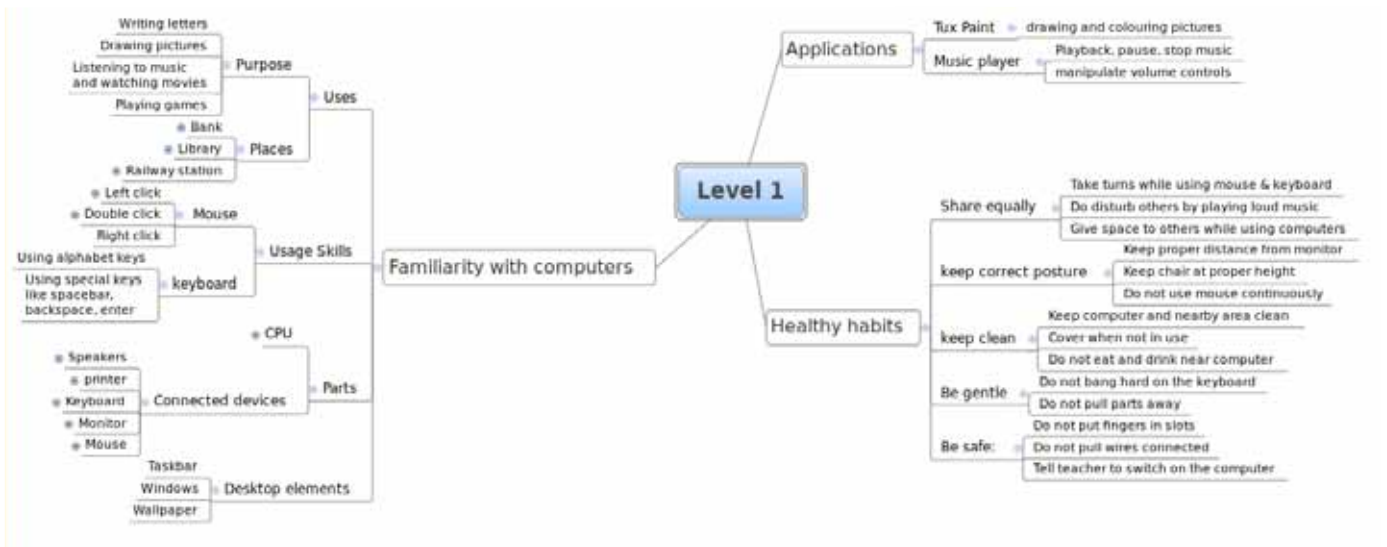 Level 1
Familiarity with computers
Uses
Purpose
Writing letters
Drawing pictures
Listening to music
and watching movies
Playing games
Places
Bank
Library
Railway station
Usage Skills
Mouse
Left click
Double click
Right click
keyboard
Using alphabet keys
Using special keys
like spacebar,
backspace, enter
Parts
CPU
Connected devices
Speakers
printer
Keyboard
Monitor
Mouse
Desktop elements
Taskbar
Windows
Wallpaper
Applications
Tux Paint
drawing and colouring pictures
Music player
Playback, pause, stop music
manipulate volume controls
Healthy habits
Share equally
Take turns while using mouse & keyboard
Do disturb others by playing loud music
Give space to others while using computers
keep correct posture
Keep proper distance from monitor
Keep chair at proper height
Do not use mouse continuously
keep clean
Keep computer and nearby area clean
Cover when not in use
Do not eat and drink near computer
Be gentle
Do not bang hard on the keyboard
Do not pull parts away
Be safe:
Do not put fingers in slots
Do not pull wires connected
Tell teacher to switch on the computer